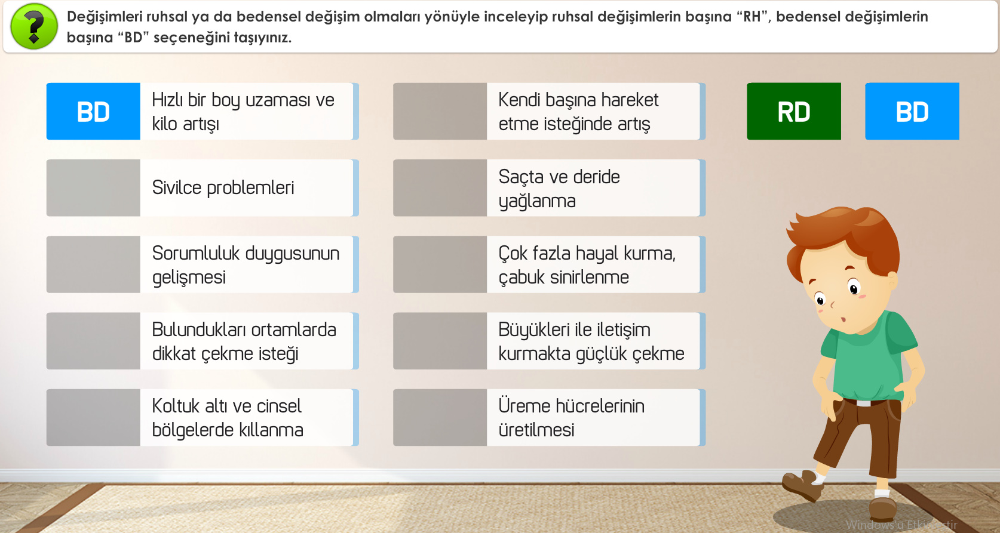 Değişimleri ruhsal ya da bedensel değişim olmaları yönüyle inceleyip ruhsal değişimlerin başına “RH”, bedensel değişimlerin
başına “BD” seçeneğini taşıyınız.
BD
Hızlı bir boy uzaması ve
kilo artışı
Sivilce problemleri
Sorumluluk duygusunun
gelişmesi
Bulundukları ortamlarda
dikkat çekme isteği
Koltuk altı ve cinsel
bölgelerde kıllanma
Kendi başına hareket
etme isteğinde artış
Saçta ve deride
yağlanma
Çok fazla hayal kurma,
çabuk sinirlenme
Büyükleri ile iletişim
kurmakta güçlük çekme
Üreme hücrelerinin
üretilmesi
RD
BD
Windows'u Etkinleştir